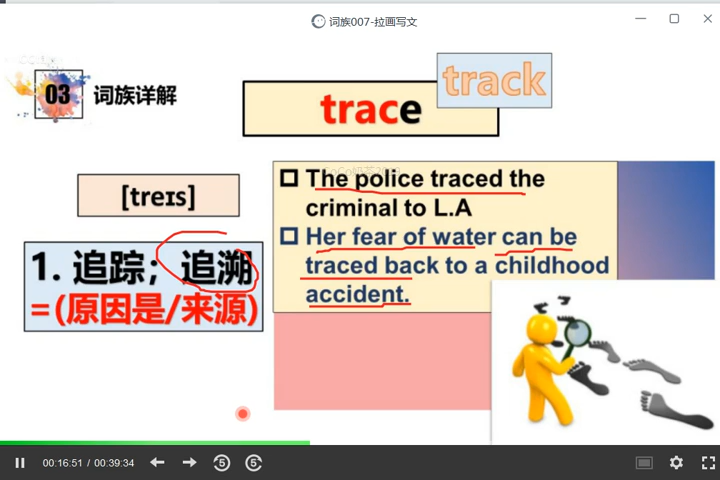 词族007-拉画写文
03
词族详解
track
trace
[treɪs]
1. 追踪；追溯
=(原因是/来源)
The police traced the
criminal to L.A
Her fear of water can be
traced back to a childhood
accident.
00:16:51 / 00:39:34
5
5